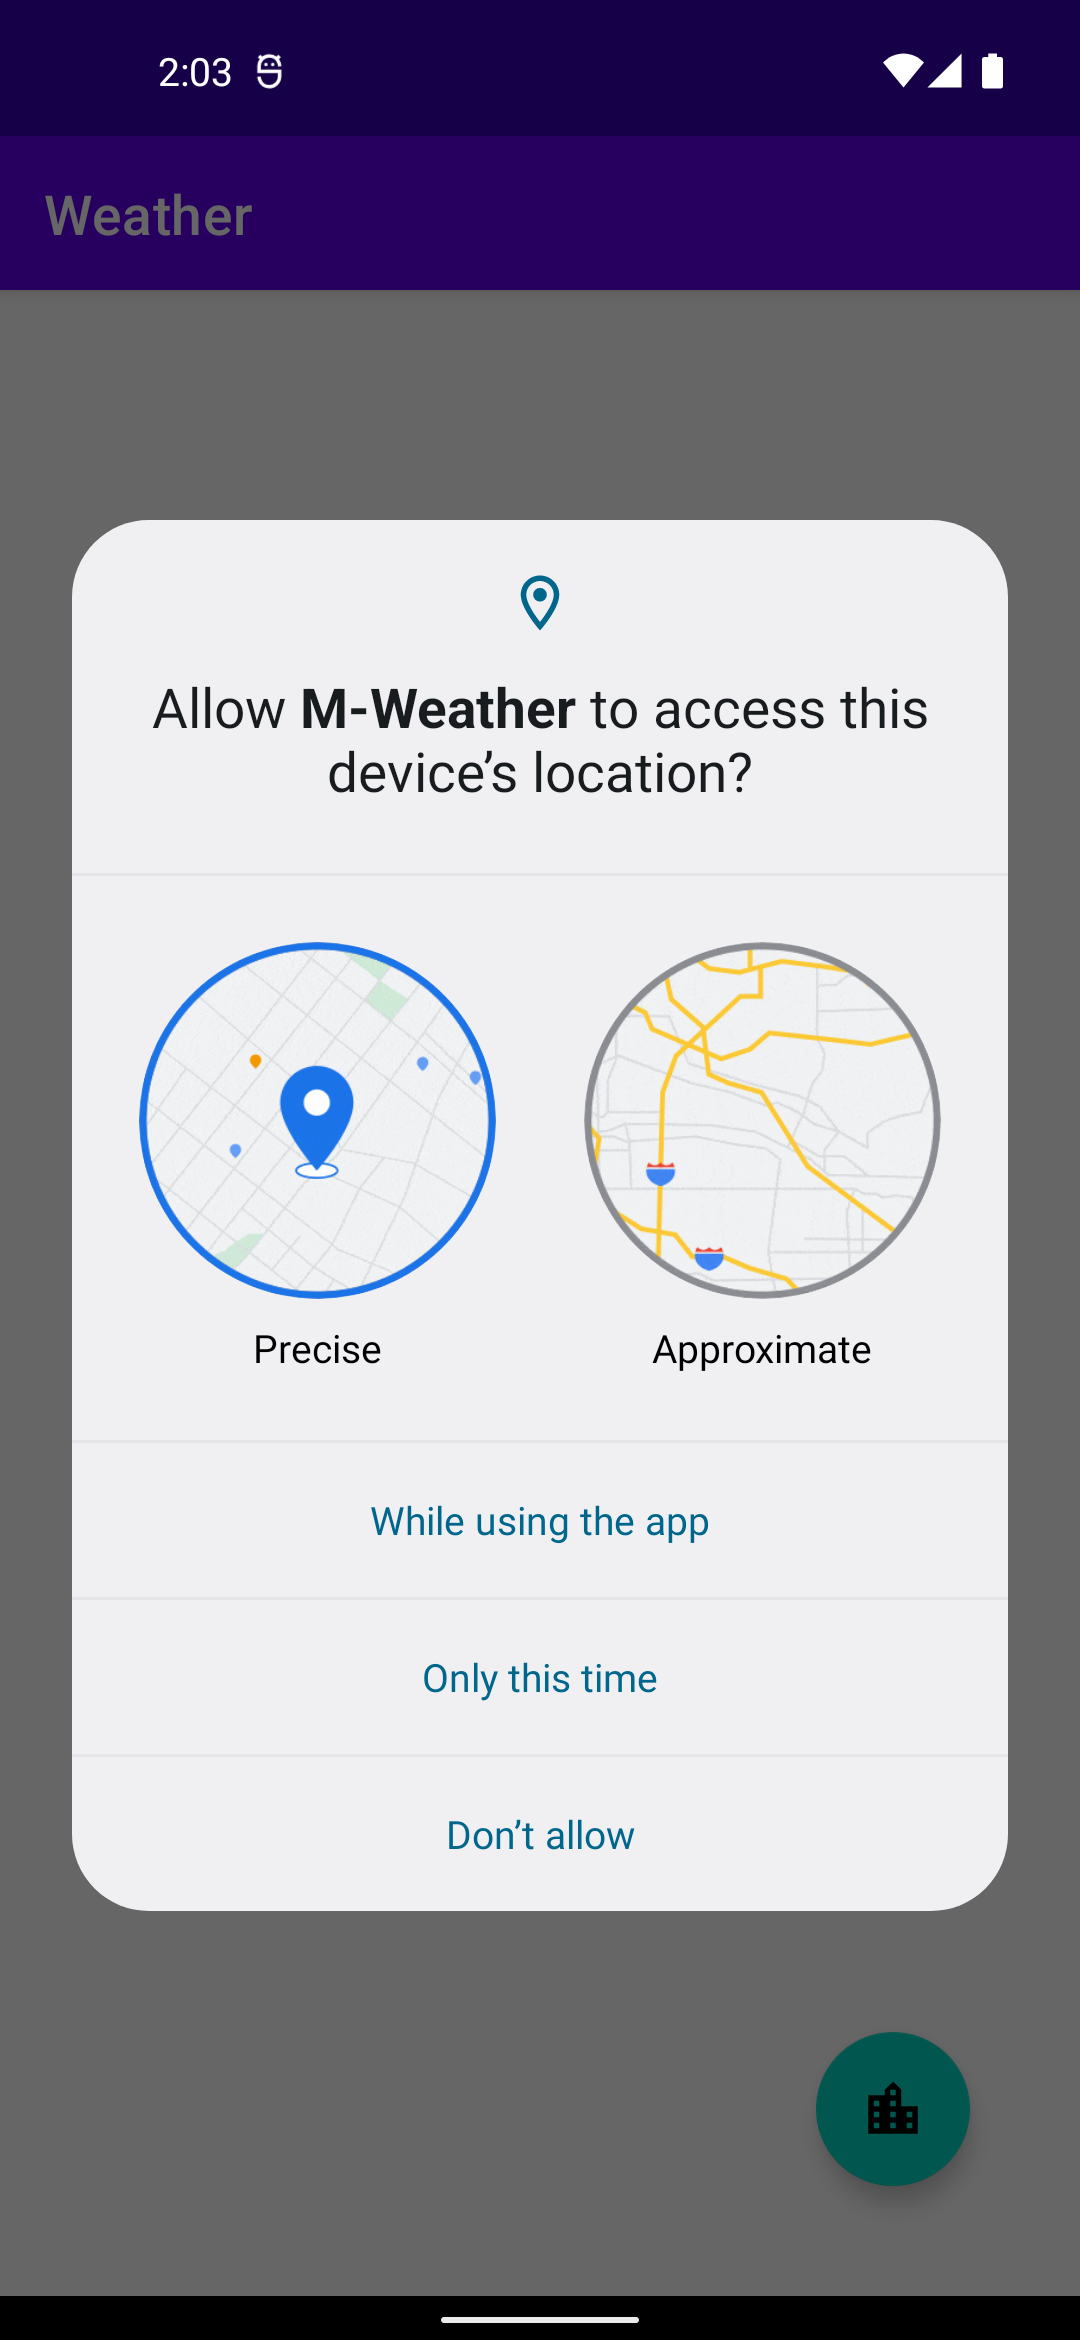 2:03
Weather
Allow M-Weather to access this
device’s location?
Precise
Approximate
While using the app
Only this time
Don’t allow